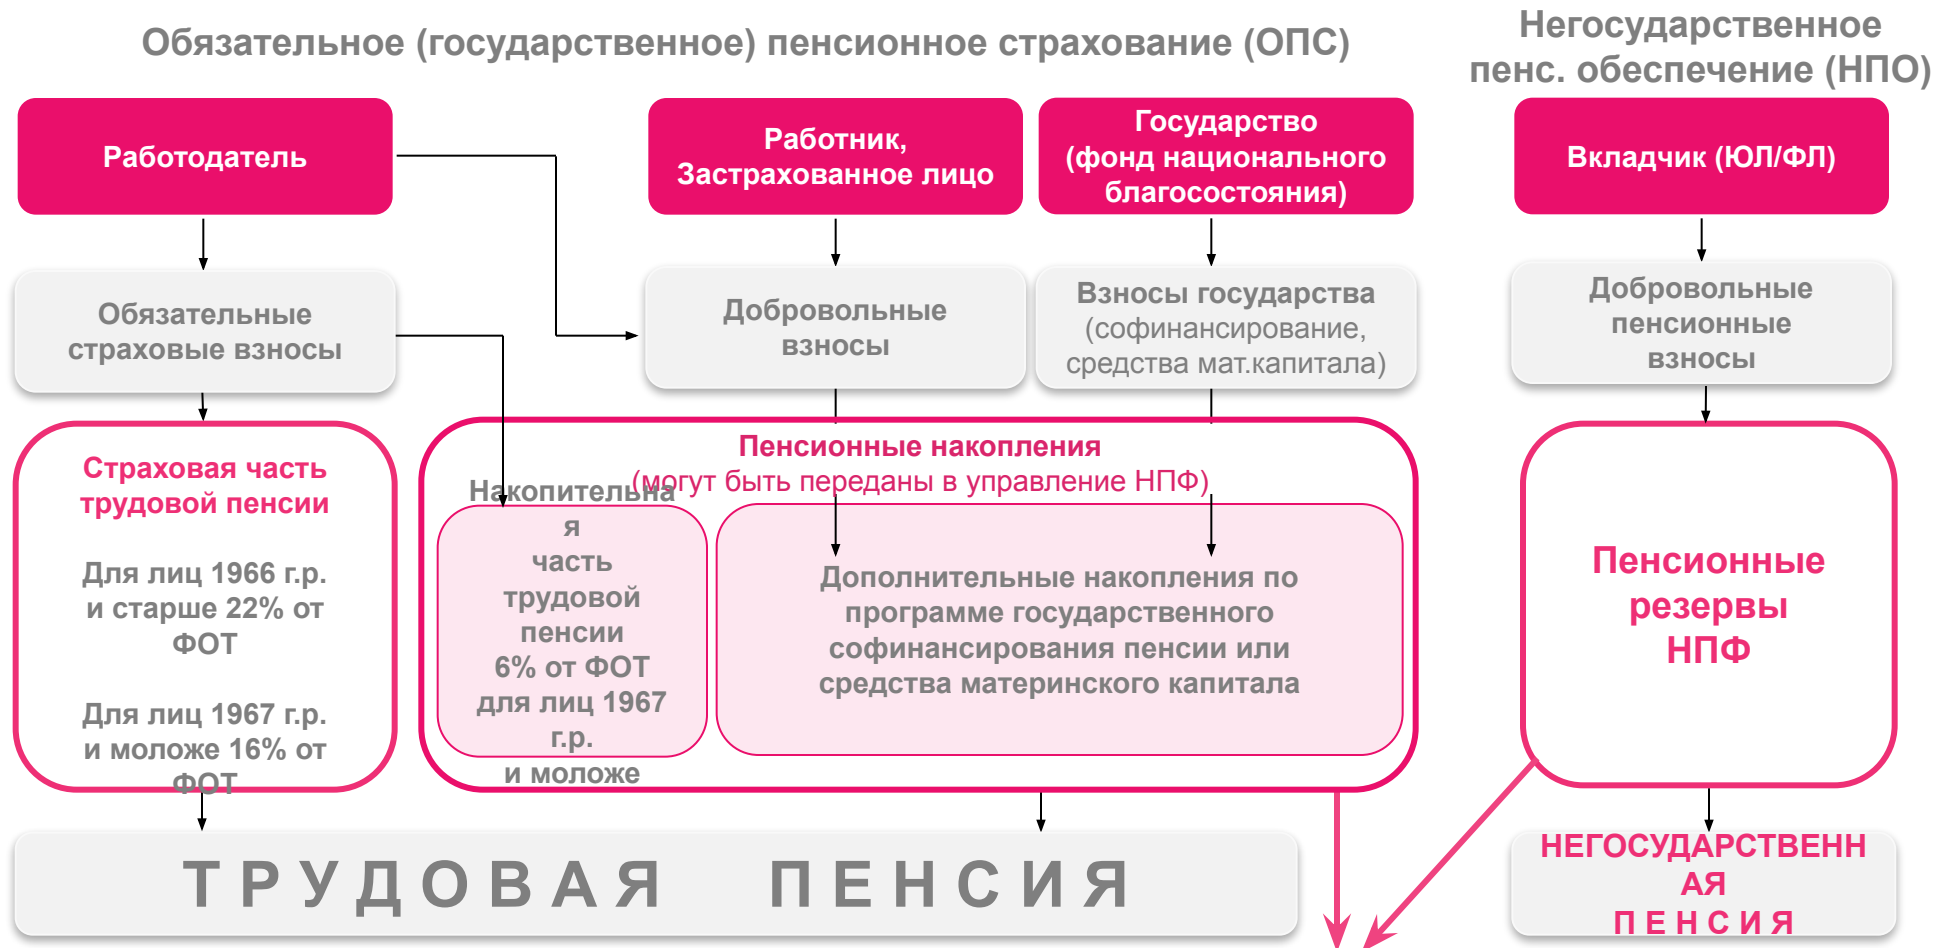 Обязательное (государственное) пенсионное страхование (ОПС)
Негосударственное
пенс. обеспечение (НПО)
Работодатель
Работник,
Застрахованное лицо
Государство
(фонд национального
благосостояния)
Вкладчик (ЮЛ/ФЛ)
Обязательные
страховые взносы
Добровольные
взносы
Взносы государства
(софинансирование,
средства мат.капитала)
Добровольные
пенсионные
взносы
Страховая часть
трудовой пенсии
Для лиц 1966 г.р.
и старше 22% от
ФОТ
Для лиц 1967 г.р.
и моложе 16% от
ФОТ
Пенсионные накопления
(могут быть переданы в управление НПФ)
Накопительна
я
часть
трудовой
пенсии
6% от ФОТ
для лиц 1967
г.р.
и моложе
Дополнительные накопления по
программе государственного
софинансирования пенсии или
средства материнского капитала
Пенсионные
резервы
НПФ
Т Р У Д О В А Я П Е Н С И Я
НЕГОСУДАРСТВЕНН
АЯ
П Е Н С И Я